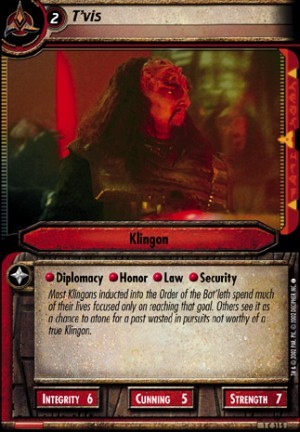 2 T'vis
Klingon
Diplomacy Honor Law Security
Most Klingons inducted into the Order of the Bat'leth spend much
of their lives focused only on reaching that goal. Others see it as a
chance to atone for a past wasted in pursuits not worthy of a
true Klingon.
INTEGRITY 6 CUNNING 5 STRENGTH 7